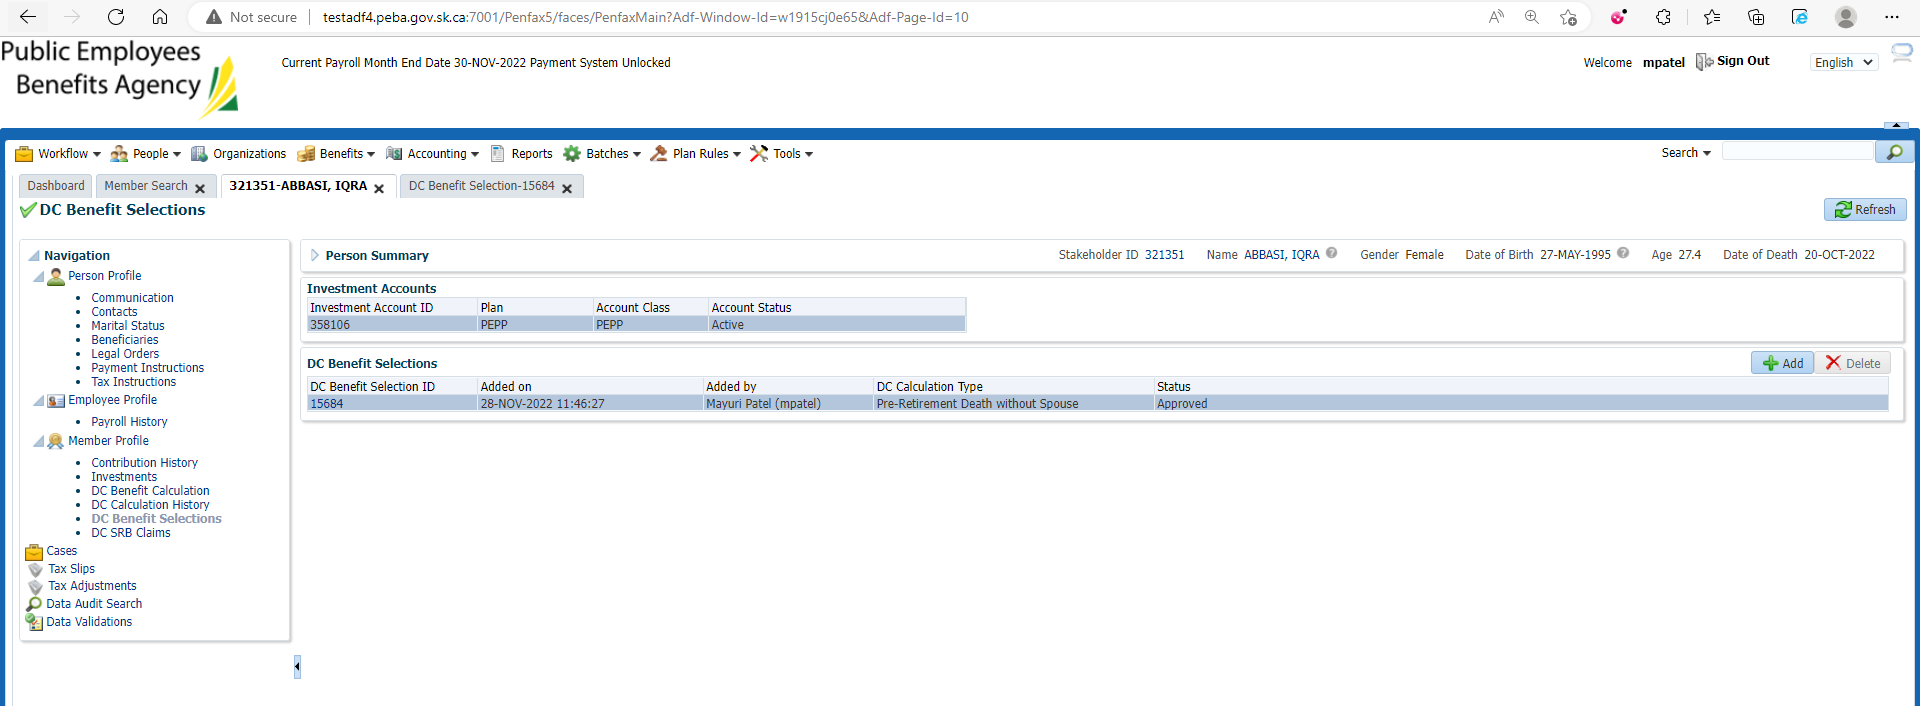 Not secure testadf4.peba.gov.sk.ca:7001/Penfax5/faces/PenfaxMain?Adf-Window-Id=w1915cj0e65&Adf-Page-Id=10
Public Employees
Benefits Agency
Current Payroll Month End Date 30-NOV-2022 Payment System Unlocked
Welcome mpatel Sign Out English
Workflow People Organizations Benefits Accounting Reports Batches Plan Rules Tools Search
Dashboard Member Search 321351-ABBASI, IQRA DC Benefit Selection-15684
DC Benefit Selections
Refresh
Navigation
Person Profile
Communication
Contacts
Marital Status
Beneficiaries
Legal Orders
Payment Instructions
Tax Instructions
Employee Profile
Payroll History
Member Profile
Contribution History
Investments
DC Benefit Calculation
DC Calculation History
DC Benefit Selections
DC SRB Claims
Cases
Tax Slips
Tax Adjustments
Data Audit Search
Data Validations
Person Summary Stakeholder ID 321351 Name ABBASI, IQRA Gender Female Date of Birth 27-MAY-1995 Age 27.4 Date of Death 20-OCT-2022
Investment Accounts
Investment Account ID Plan Account Class Account Status
358106 PEPP PEPP Active
DC Benefit Selections
Add Delete
DC Benefit Selection ID Added on Added by DC Calculation Type Status
15684 28-NOV-2022 11:46:27 Mayuri Patel (mpatel) Pre-Retirement Death without Spouse Approved